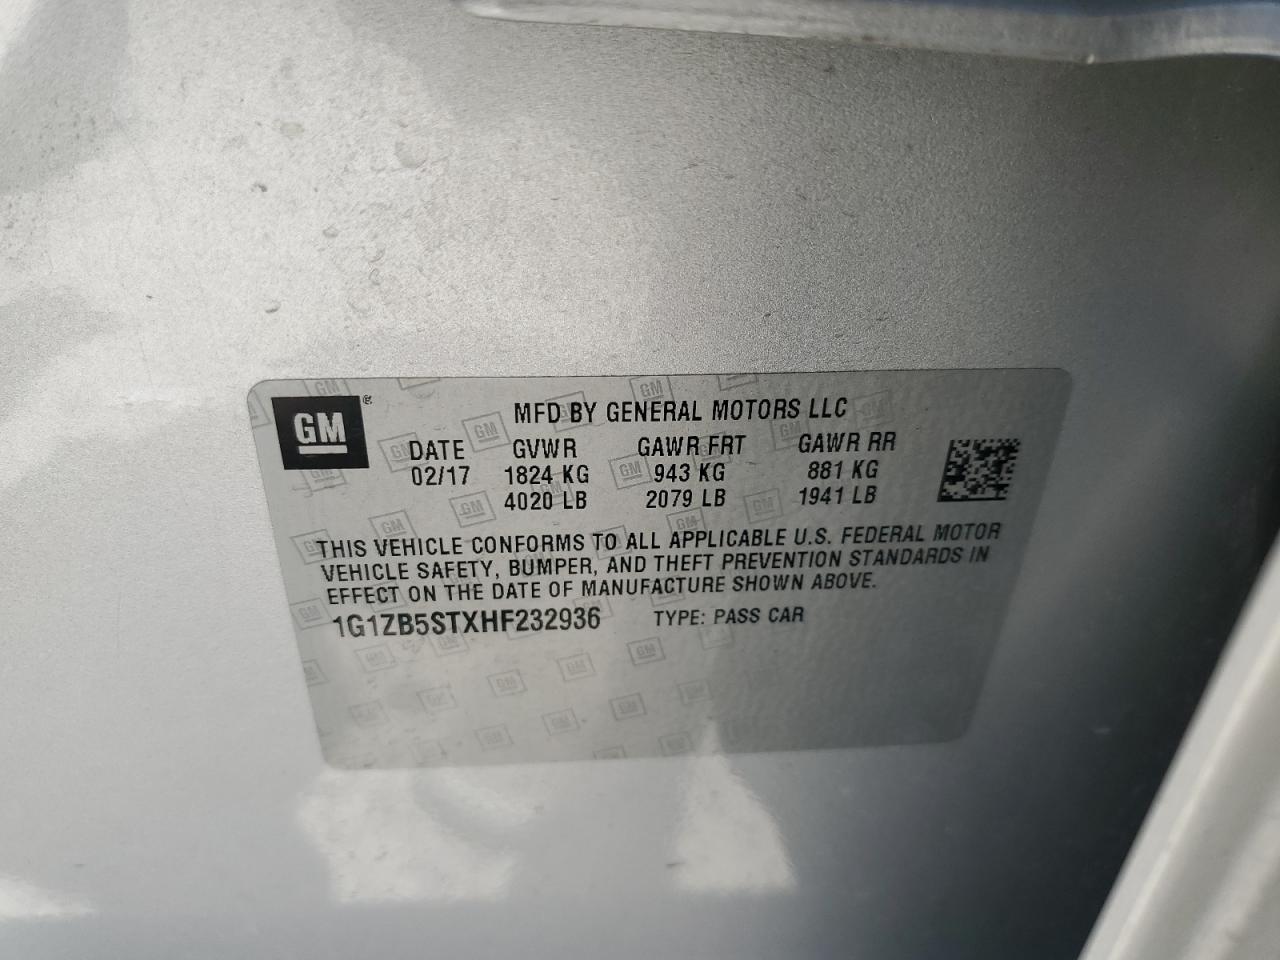 GM ®
MFD BY GENERAL MOTORS LLC
DATE GVWR GAWR FRT GAWR RR
02/17 1824 KG 943 KG 881 KG
4020 LB 2079 LB 1941 LB
THIS VEHICLE CONFORMS TO ALL APPLICABLE U.S. FEDERAL MOTOR
VEHICLE SAFETY, BUMPER, AND THEFT PREVENTION STANDARDS IN
EFFECT ON THE DATE OF MANUFACTURE SHOWN ABOVE.
1G1ZB5STXHF232936 TYPE: PASS CAR